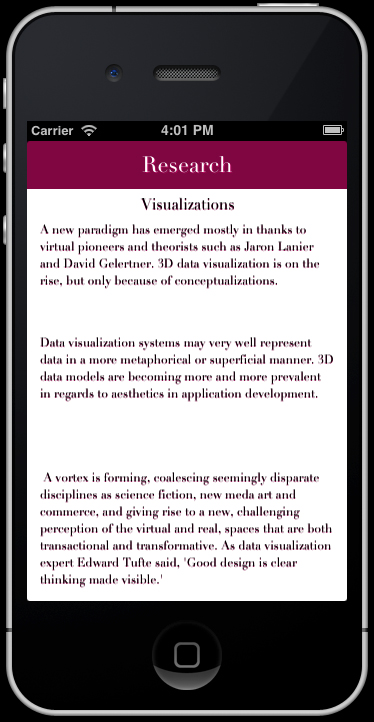 Carrier 4:01 PM
Research
Visualizations
A new paradigm has emerged mostly in thanks to
virtual pioneers and theorists such as Jaron Lanier
and David Gelertner. 3D data visualization is on the
rise, but only because of conceptualizations.
Data visualization systems may very well represent
data in a more metaphorical or superficial manner. 3D
data models are becoming more and more prevalent
in regards to aesthetics in application development.
A vortex is forming, coalescing seemingly disparate
disciplines as science fiction, new meda art and
commerce, and giving rise to a new, challenging
perception of the virtual and real, spaces that are both
transactional and transformative. As data visualization
expert Edward Tufte said, 'Good design is clear
thinking made visible.'